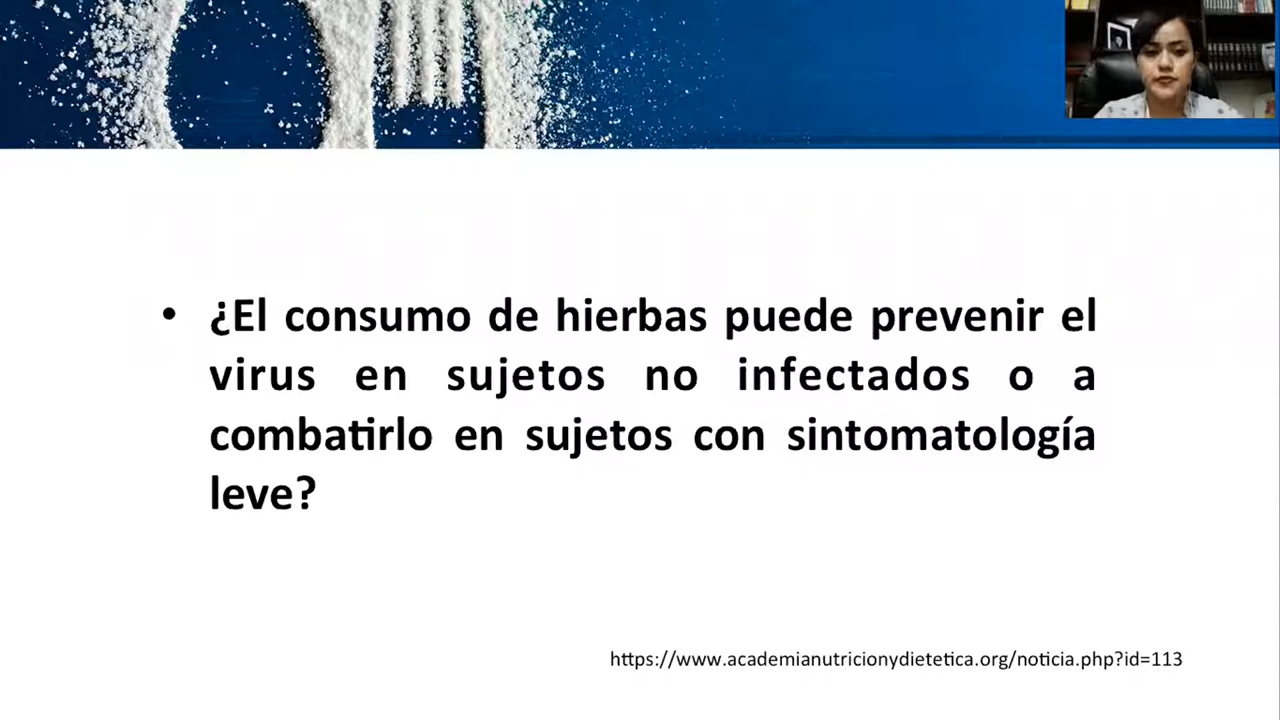 • ¿El consumo de hierbas puede prevenir el
virus en sujetos no infectados o a
combatirlo en sujetos con sintomatología
leve?
https://www.academianutricionydietetica.org/noticia.php?id=113